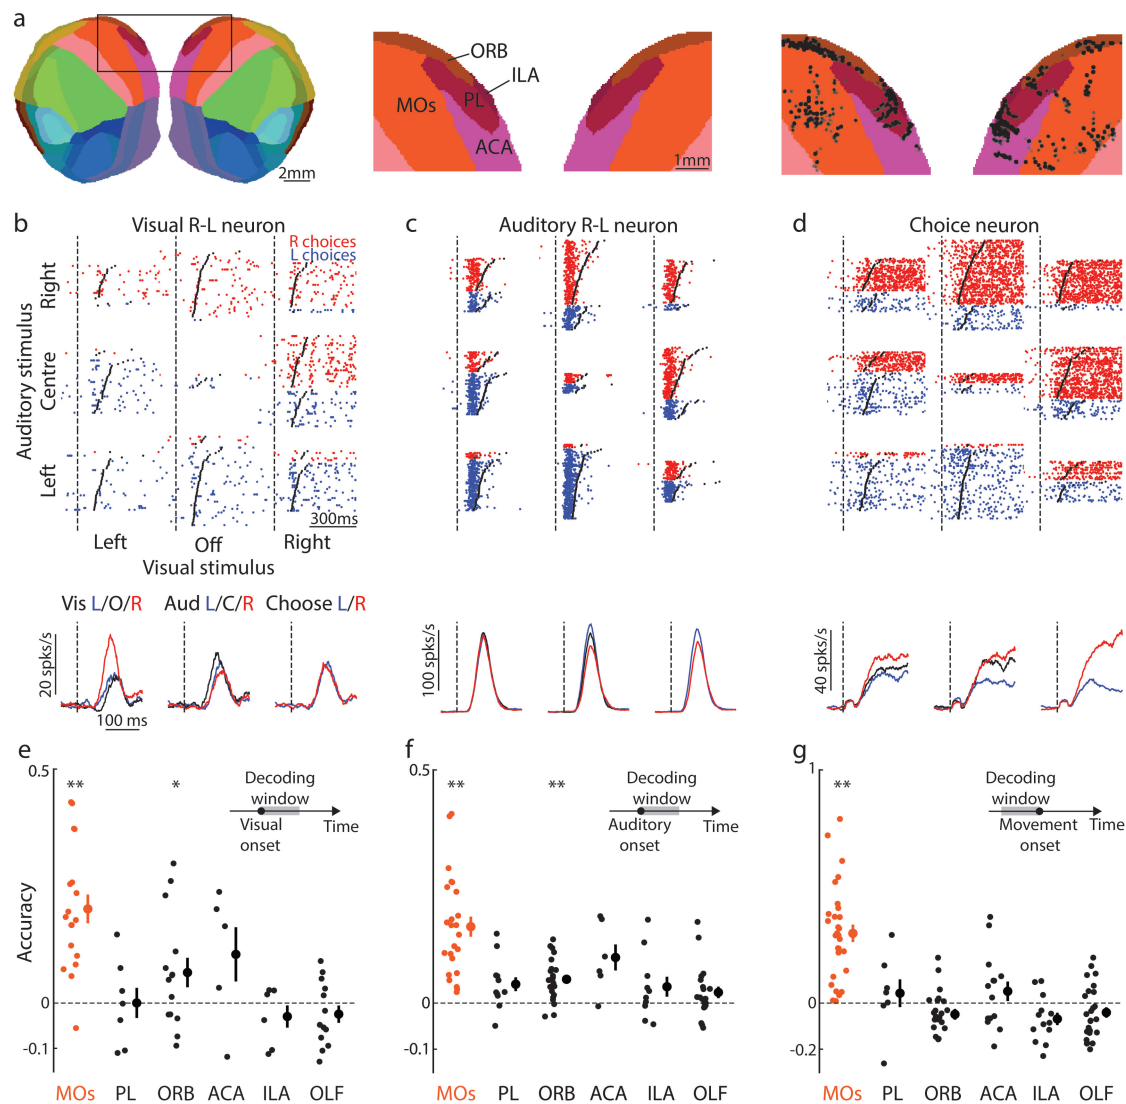 a
ORB
ILA
MOs
PL
ACA
2mm
1mm
b
Visual R-L neuron
c
Auditory R-L neuron
d
Choice neuron
R choices
L choices
Auditory stimulus
Right
Centre
Left
300ms
Left
Off
Right
Visual stimulus
Vis L/O/R
Aud L/C/R
Choose L/R
20 spks/s
100 ms
100 spks/s
40 spks/s
e
0.5
**
*
Decoding
window
Visual
onset
Time
Accuracy
0
-0.1
MOs
PL
ORB
ACA
ILA
OLF
f
0.5
**
**
Decoding
window
Auditory
onset
Time
0
-0.1
MOs
PL
ORB
ACA
ILA
OLF
g
1
**
Decoding
window
Movement
onset
Time
0
-0.2
MOs
PL
ORB
ACA
ILA
OLF